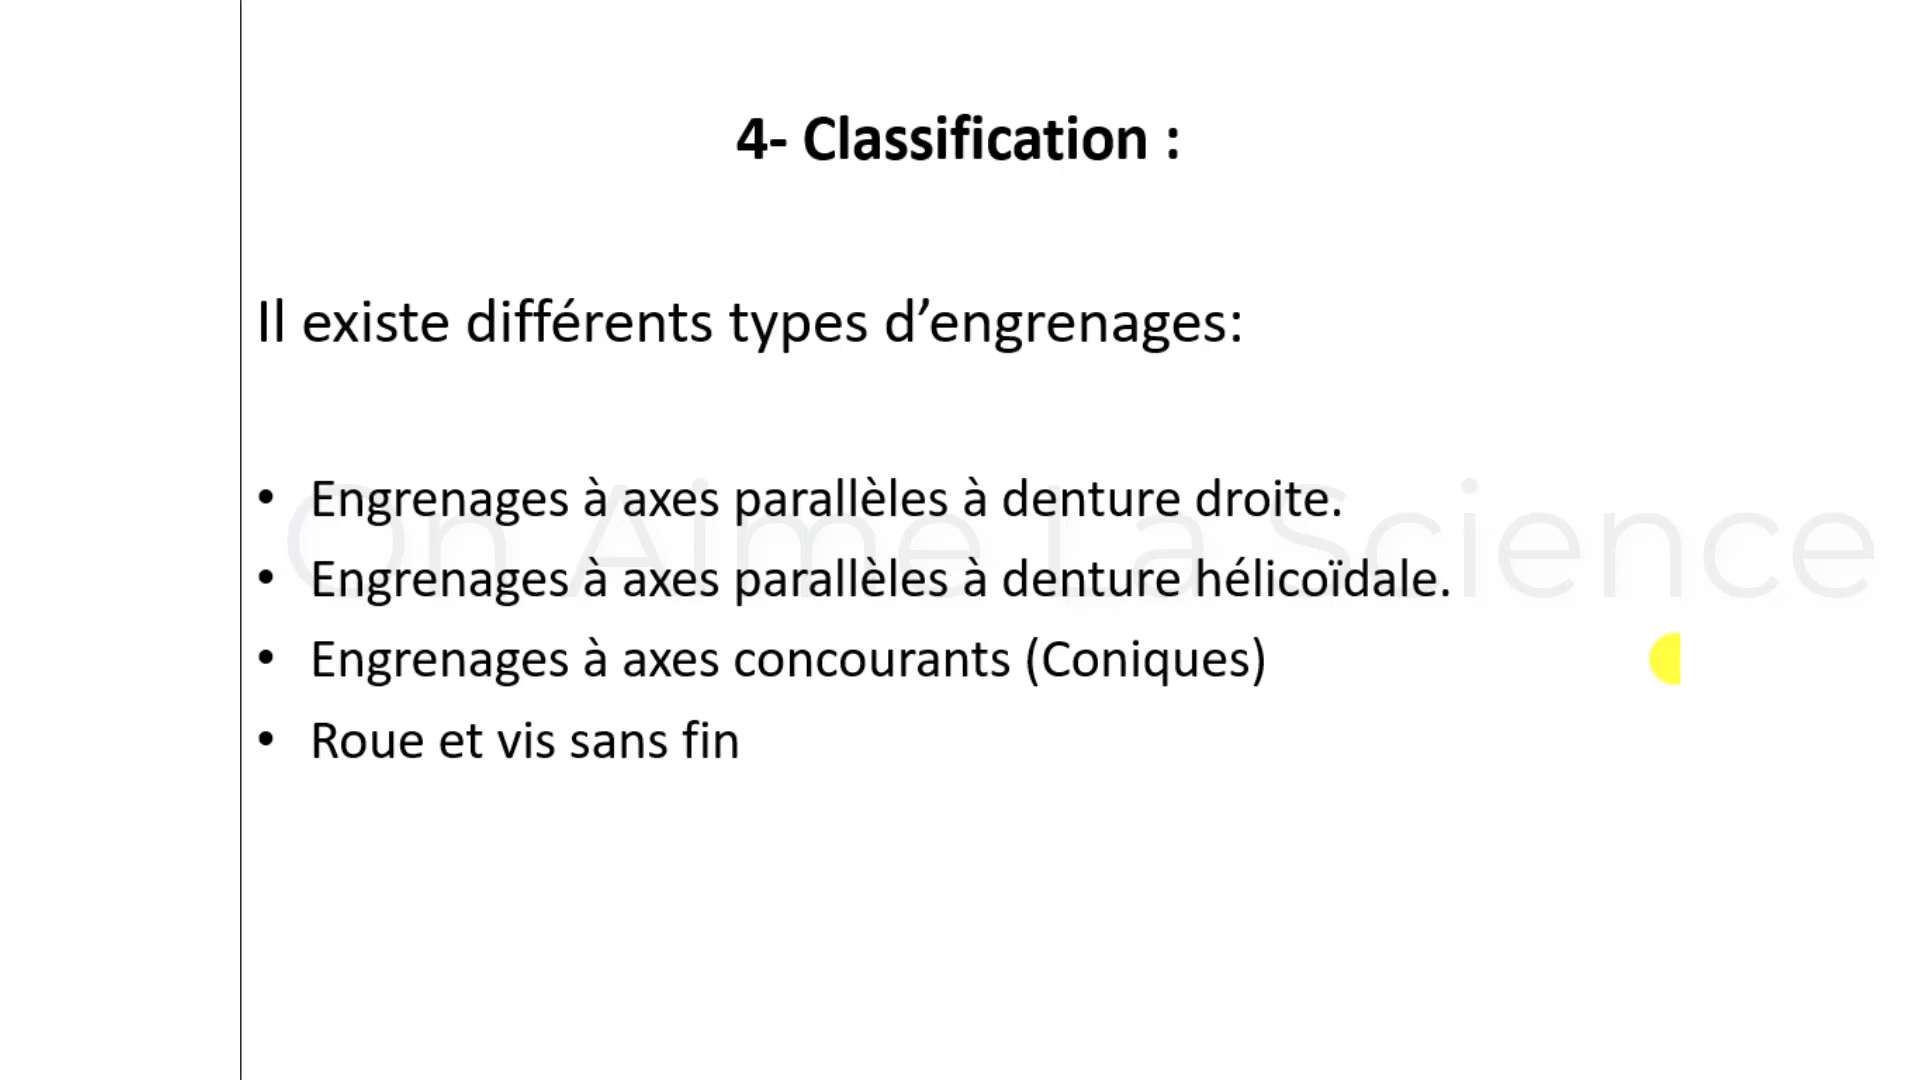 4- Classification :
Il existe différents types d’engrenages:
• Engrenages à axes parallèles à denture droite.
• Engrenages à axes parallèles à denture hélicoïdale.
• Engrenages à axes concourants (Coniques)
• Roue et vis sans fin
On Aime La Science